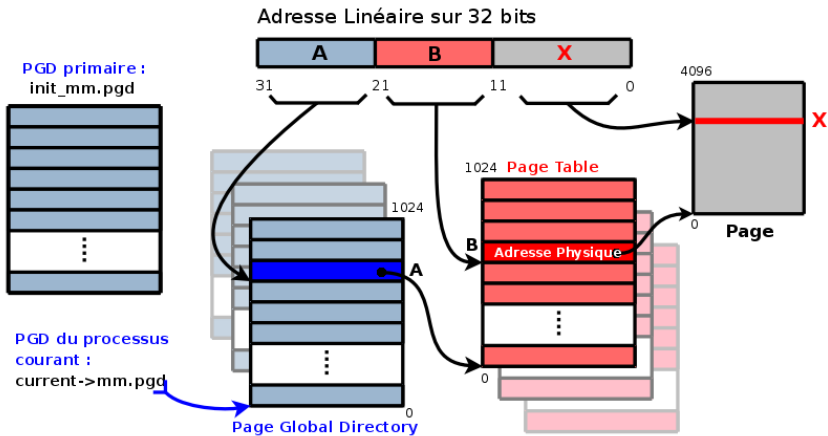 Adresse Linéaire sur 32 bits
A B X
31 21 11 0
PGD primaire :
init_mm.pgd
4096
X
0
Page
1024
Page Table
B
Adresse Physique
0
1024
A
0
PGD du processus
courant :
current->mm.pgd
Page Global Directory